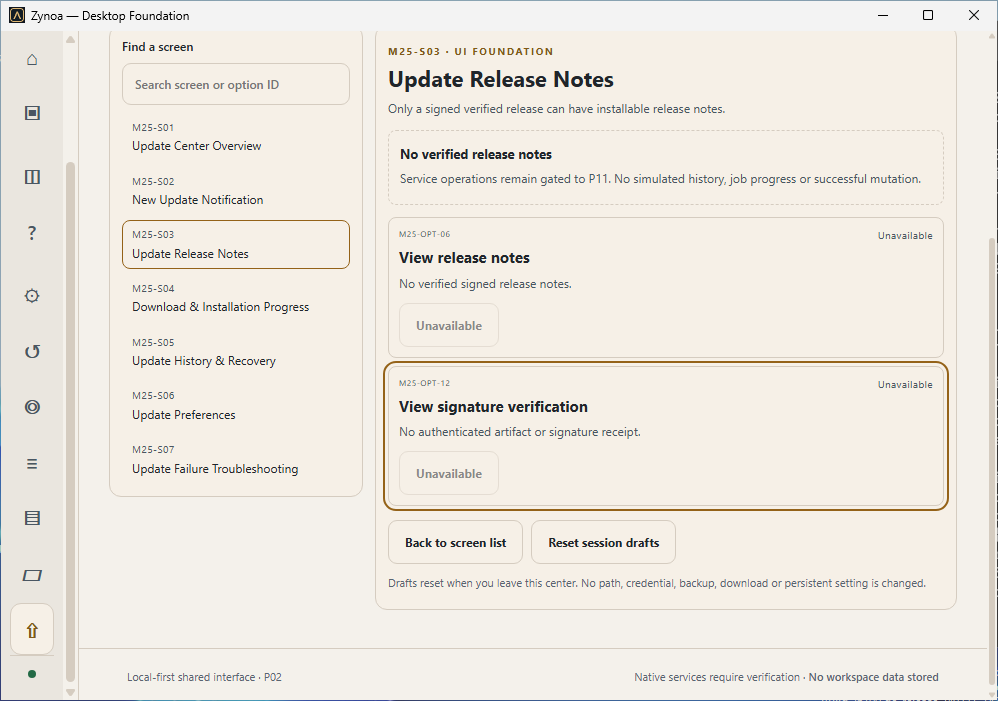 Zynoa — Desktop Foundation
Find a screen
Search screen or option ID
M25-S01
Update Center Overview
M25-S02
New Update Notification
M25-S03
Update Release Notes
M25-S04
Download & Installation Progress
M25-S05
Update History & Recovery
M25-S06
Update Preferences
M25-S07
Update Failure Troubleshooting
M25-S03 · UI FOUNDATION
Update Release Notes
Only a signed verified release can have installable release notes.
No verified release notes
Service operations remain gated to P11. No simulated history, job progress or successful mutation.
M25-OPT-06
Unavailable
View release notes
No verified signed release notes.
Unavailable
M25-OPT-12
Unavailable
View signature verification
No authenticated artifact or signature receipt.
Unavailable
Back to screen list
Reset session drafts
Drafts reset when you leave this center. No path, credential, backup, download or persistent setting is changed.
Local-first shared interface · P02
Native services require verification · No workspace data stored